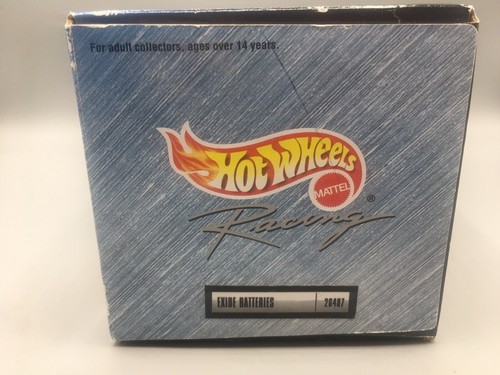 For adult collectors, ages over 14 years.
HOT WHEELS
MATTEL
®
Racing
EXIDE BATTERIES 20487